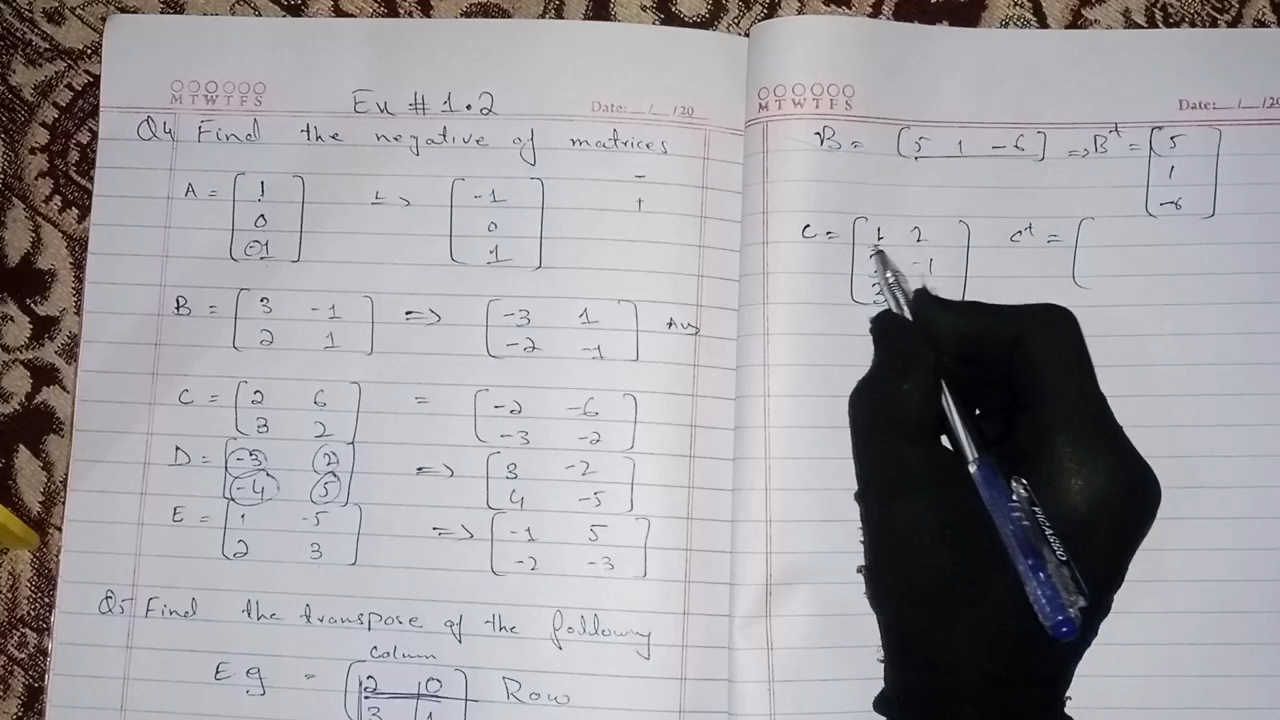 M T W T F S
Ex # 1.2
Date: / /20
Q4 Find the negative of matrices
A = [ 1 => [ -1 -
0 0 +
-1 ] 1 ]
B = [ 3 -1 => [ -3 1 Ans
2 1 ] -2 -1 ]
C = [ 2 6 = [ -2 -6
3 2 ] -3 -2 ]
D = [ -3 2 => [ 3 -2
-4 5 ] 4 -5 ]
E = [ 1 -5 => [ -1 5
2 3 ] -2 -3 ]
Q5 Find the transpose of the following
Colum
Eg = [ 2 0 ] Row
3 1
M T W T F S
Date: / /20
B = [ 5 1 -6 ] => B^t = [ 5
1
-6 ]
C = [ 1 2 C^t = [
-1
3 ]
PICASSO